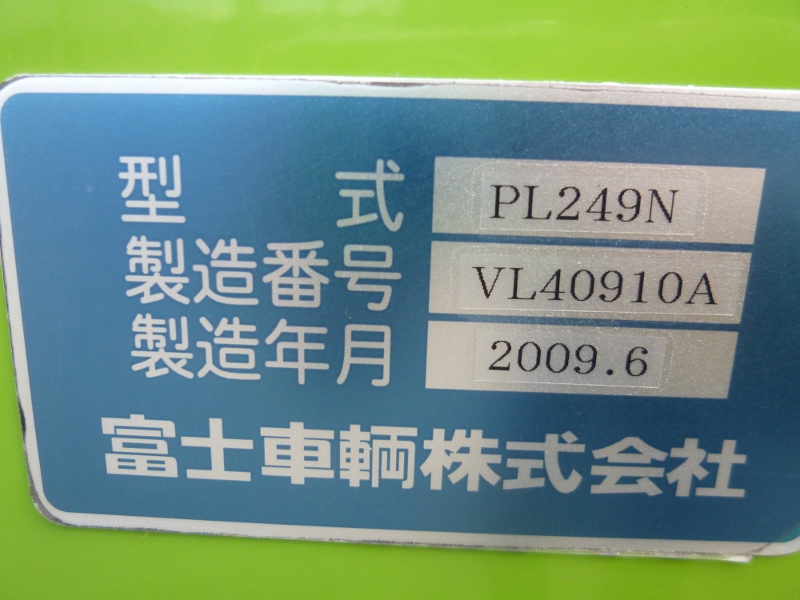 型式 PL249N
製造番号 VL40910A
製造年月 2009.6
富士車輌株式会社